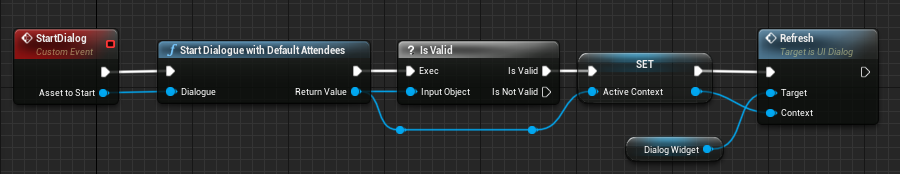 StartDialog
Custom Event
Asset to Start
f Start Dialogue with Default Attendees
Dialogue
Return Value
? Is Valid
Exec
Is Valid
Input Object
Is Not Valid
SET
Active Context
Refresh
Target is UI Dialog
Target
Context
Dialog Widget